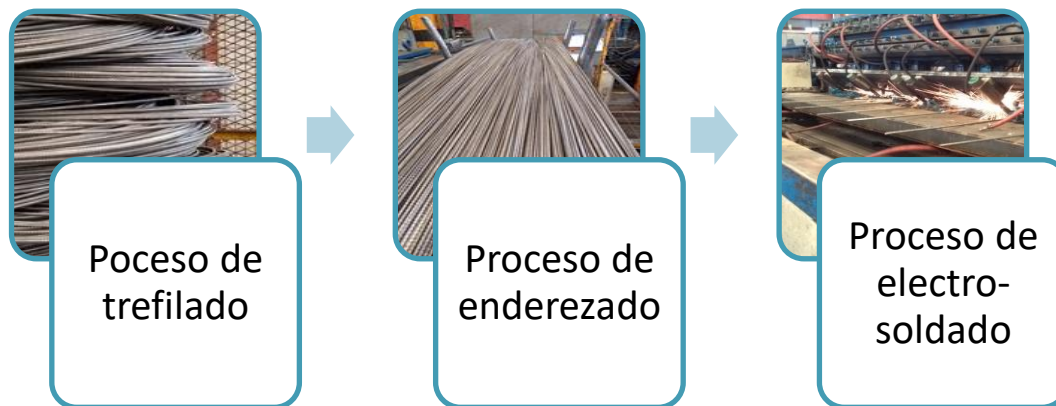 Poceso de
trefilado
Proceso de
enderezado
Proceso de
electro-
soldado